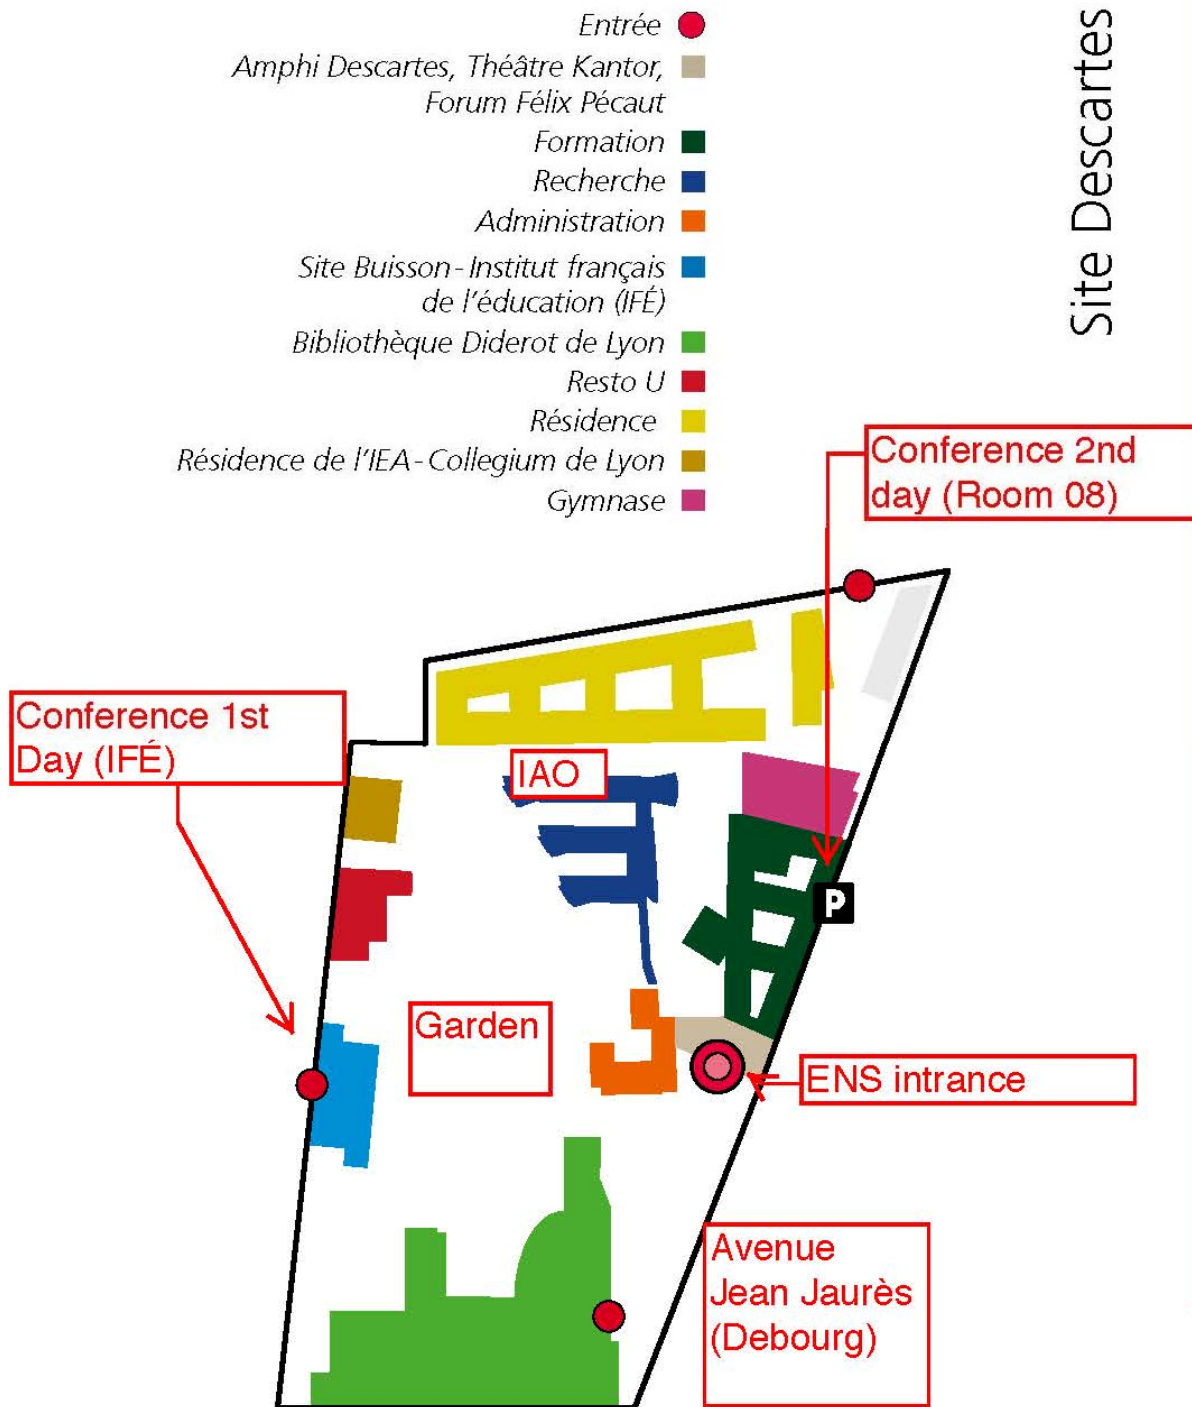 Entrée
Amphi Descartes, Théâtre Kantor,
Forum Félix Pécaut
Formation
Recherche
Administration
Site Buisson-Institut français
de l'éducation (IFÉ)
Bibliothèque Diderot de Lyon
Resto U
Résidence
Résidence de l'IEA-Collegium de Lyon
Gymnase
Site Descartes
Conference 2nd
day (Room 08)
Conference 1st
Day (IFÉ)
IAO
P
Garden
ENS intrance
Avenue
Jean Jaurès
(Debourg)